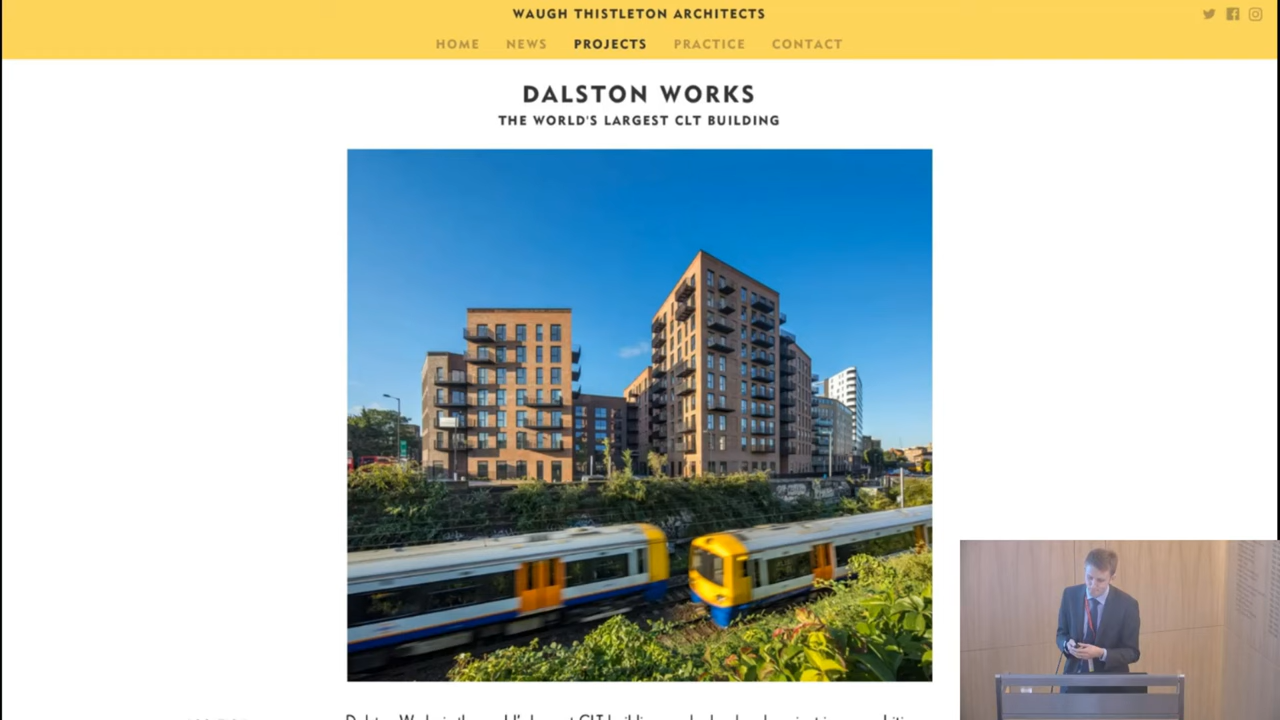 WAUGH THISTLETON ARCHITECTS
HOME NEWS PROJECTS PRACTICE CONTACT
DALSTON WORKS
THE WORLD'S LARGEST CLT BUILDING